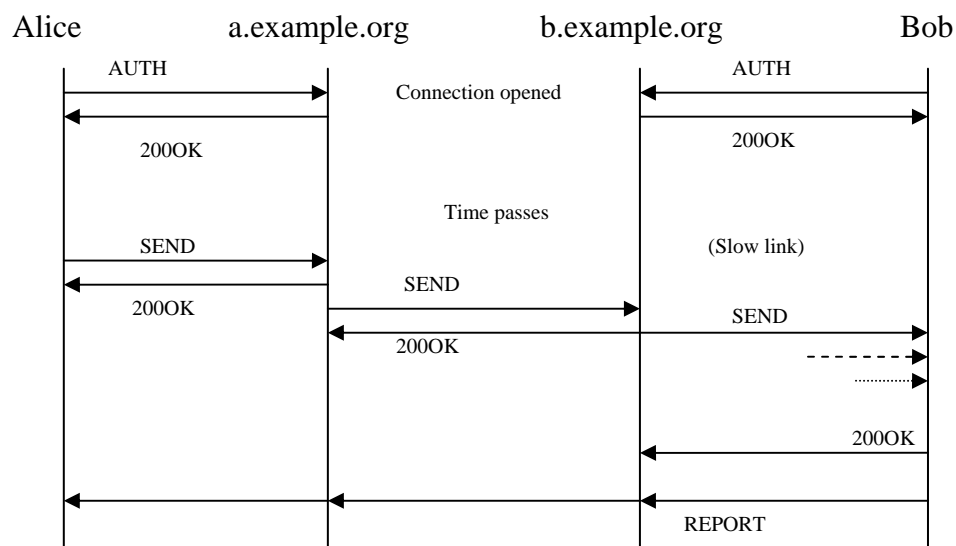 Alice a.example.org b.example.org Bob
AUTH AUTH
Connection opened
200OK 200OK
Time passes
SEND (Slow link)
SEND
200OK SEND
200OK
200OK
REPORT